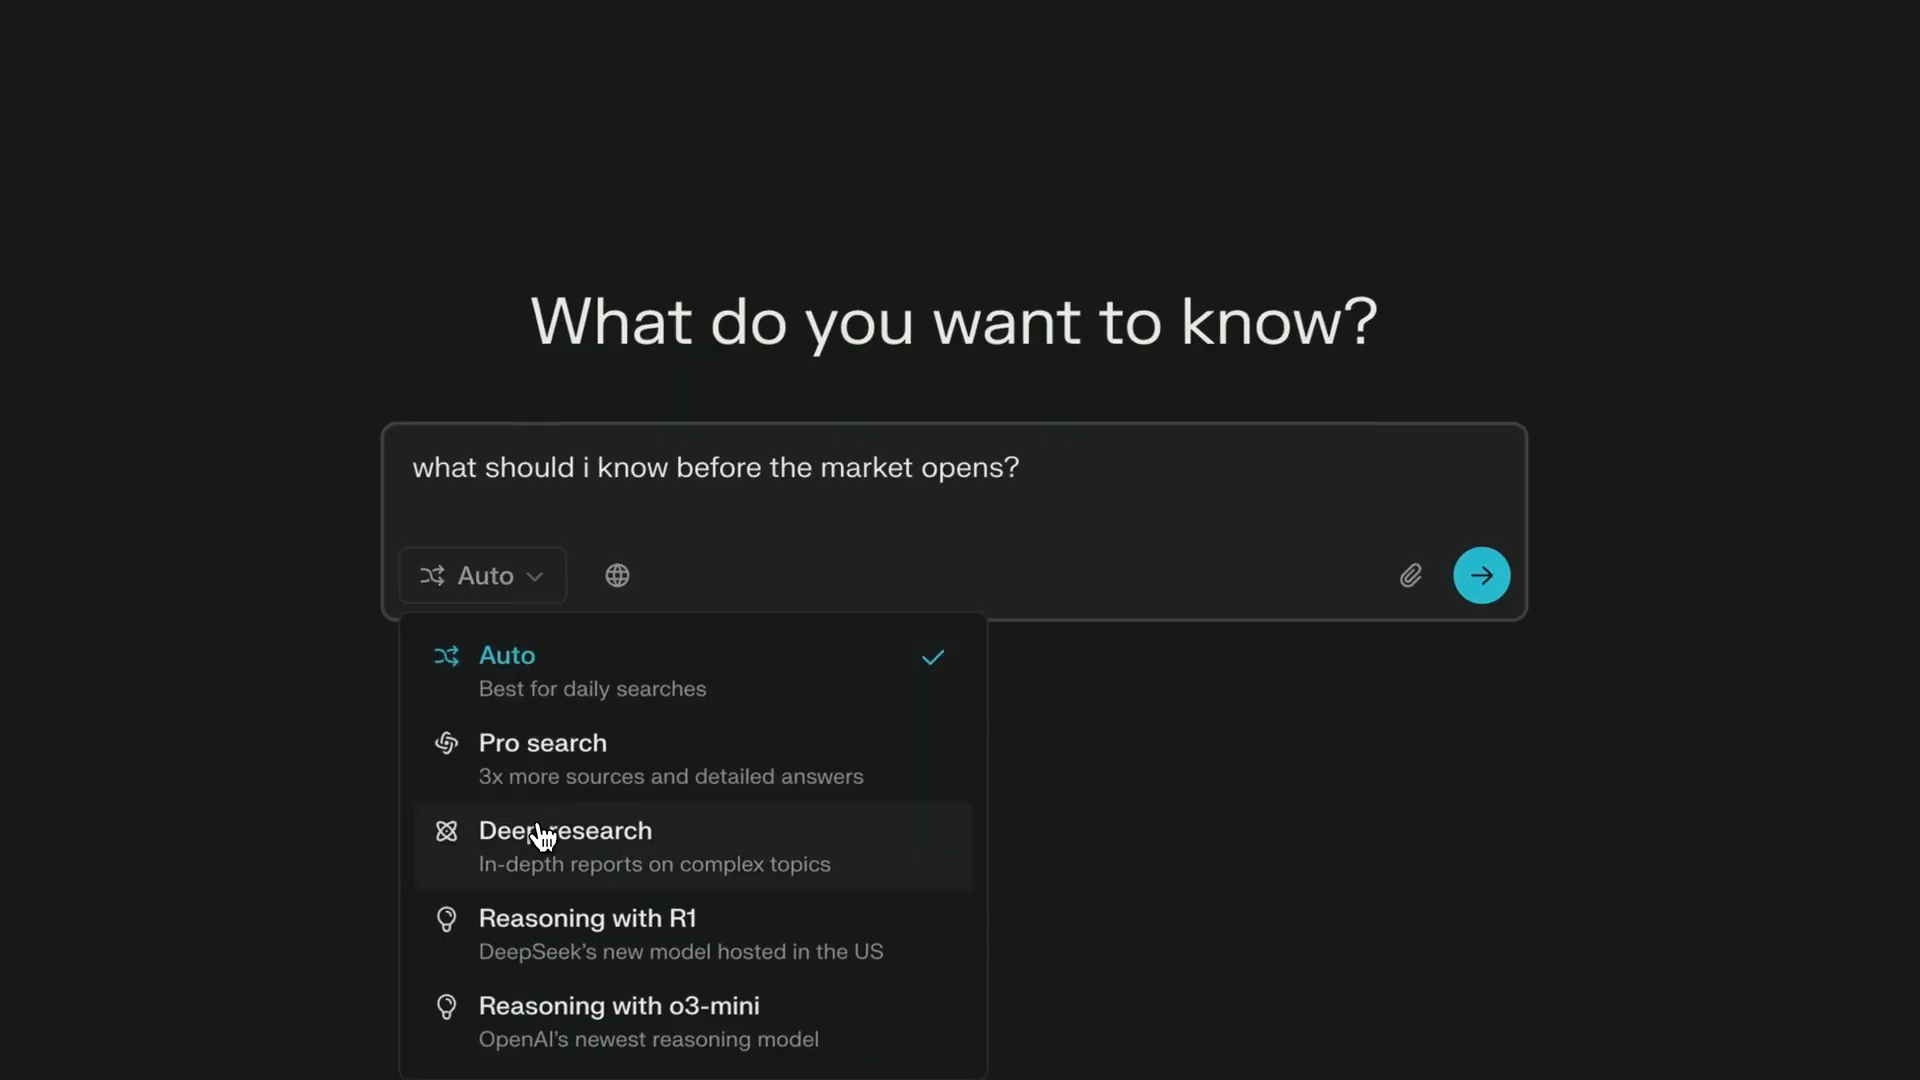 What do you want to know?
what should i know before the market opens?
Auto
Auto
Best for daily searches
Pro search
3x more sources and detailed answers
Deep research
In-depth reports on complex topics
Reasoning with R1
DeepSeek’s new model hosted in the US
Reasoning with o3-mini
OpenAI’s newest reasoning model